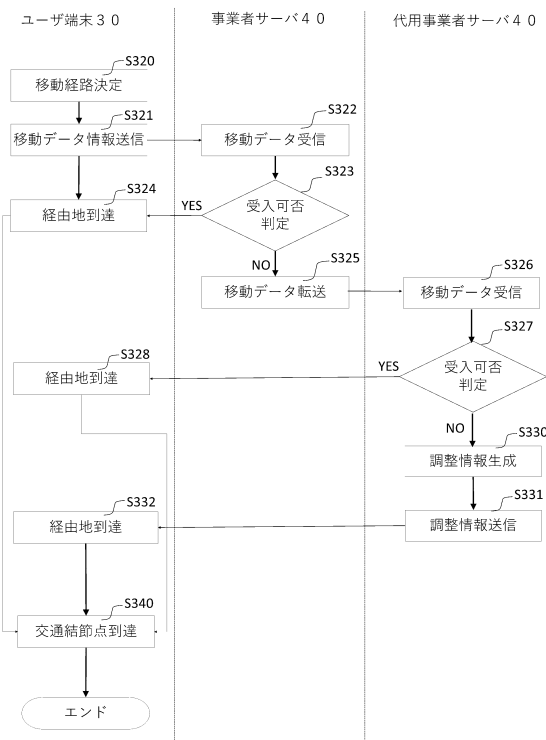 ユーザ端末３０
事業者サーバ４０
代用事業者サーバ４０
S320
移動経路決定
S321
移動データ情報送信
S322
移動データ受信
S323
受入可否
判定
S324
経由地到達
YES
NO
S325
移動データ転送
S326
移動データ受信
S327
受入可否
判定
S328
経由地到達
YES
NO
S330
調整情報生成
S331
調整情報送信
S332
経由地到達
S340
交通結節点到達
エンド